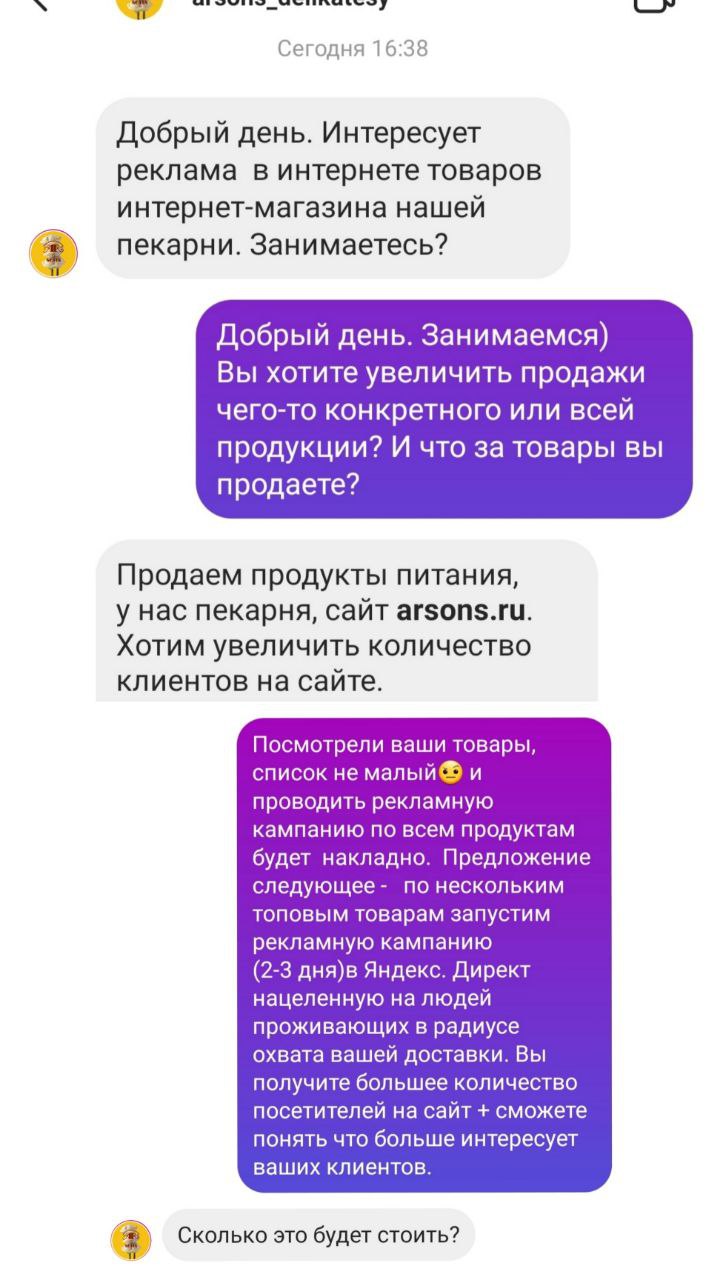 arsons_delikatesy
Сегодня 16:38
Добрый день. Интересует
реклама в интернете товаров
интернет-магазина нашей
пекарни. Занимаетесь?
Добрый день. Занимаемся)
Вы хотите увеличить продажи
чего-то конкретного или всей
продукции? И что за товары вы
продаете?
Продаем продукты питания,
у нас пекарня, сайт arsons.ru.
Хотим увеличить количество
клиентов на сайте.
Посмотрели ваши товары,
список не малый🤨 и
проводить рекламную
кампанию по всем продуктам
будет накладно. Предложение
следующее - по нескольким
топовым товарам запустим
рекламную кампанию
(2-3 дня)в Яндекс. Директ
нацеленную на людей
проживающих в радиусе
охвата вашей доставки. Вы
получите большее количество
посетителей на сайт + сможете
понять что больше интересует
ваших клиентов.
Сколько это будет стоить?